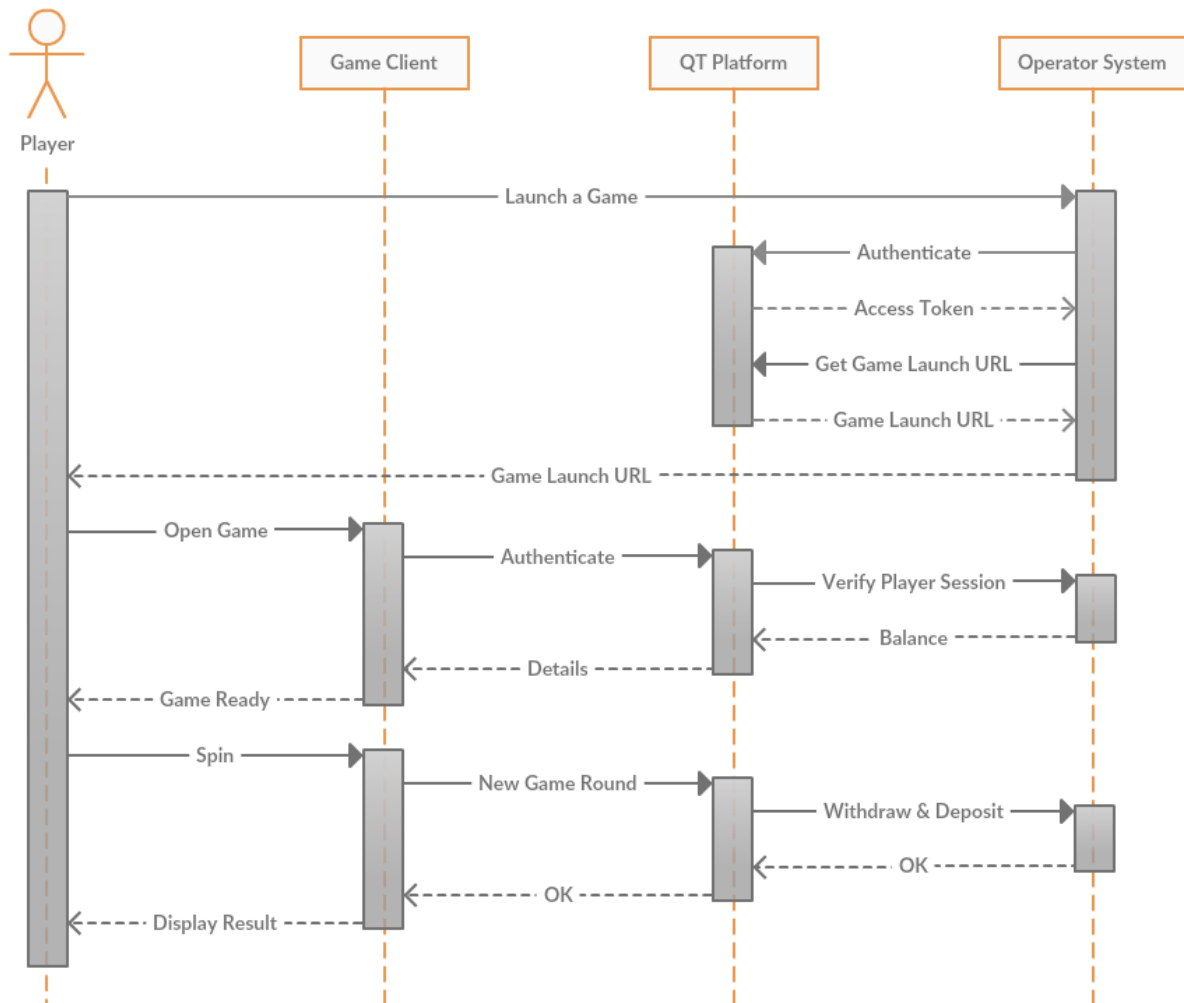 Game Client
QT Platform
Operator System
Player
Launch a Game
Authenticate
Access Token
Get Game Launch URL
Game Launch URL
Game Launch URL
Open Game
Authenticate
Verify Player Session
Balance
Details
Game Ready
Spin
New Game Round
Withdraw & Deposit
OK
OK
Display Result